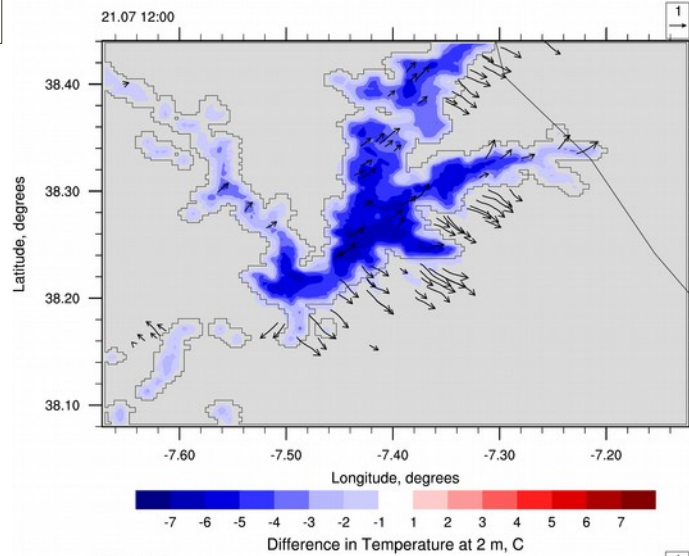 21.07 12:00
1
38.40
38.30
38.20
38.10
Latitude, degrees
-7.60 -7.50 -7.40 -7.30 -7.20
Longitude, degrees
-7 -6 -5 -4 -3 -2 -1 1 2 3 4 5 6 7
Difference in Temperature at 2 m, C